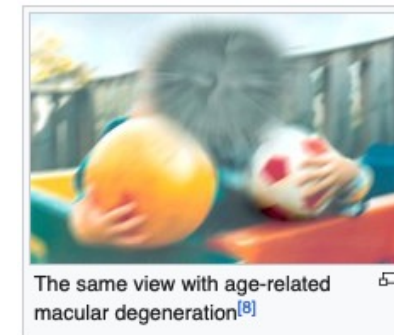 The same view with age-related
macular degeneration[8]